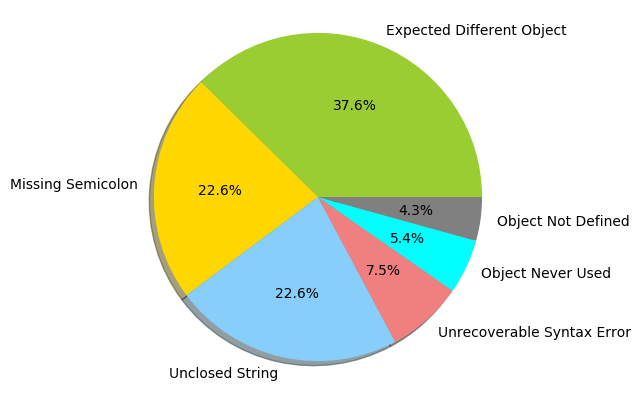 Expected Different Object
37.6%
Missing Semicolon
22.6%
4.3%
Object Not Defined
5.4%
Object Never Used
7.5%
22.6%
Unrecoverable Syntax Error
Unclosed String